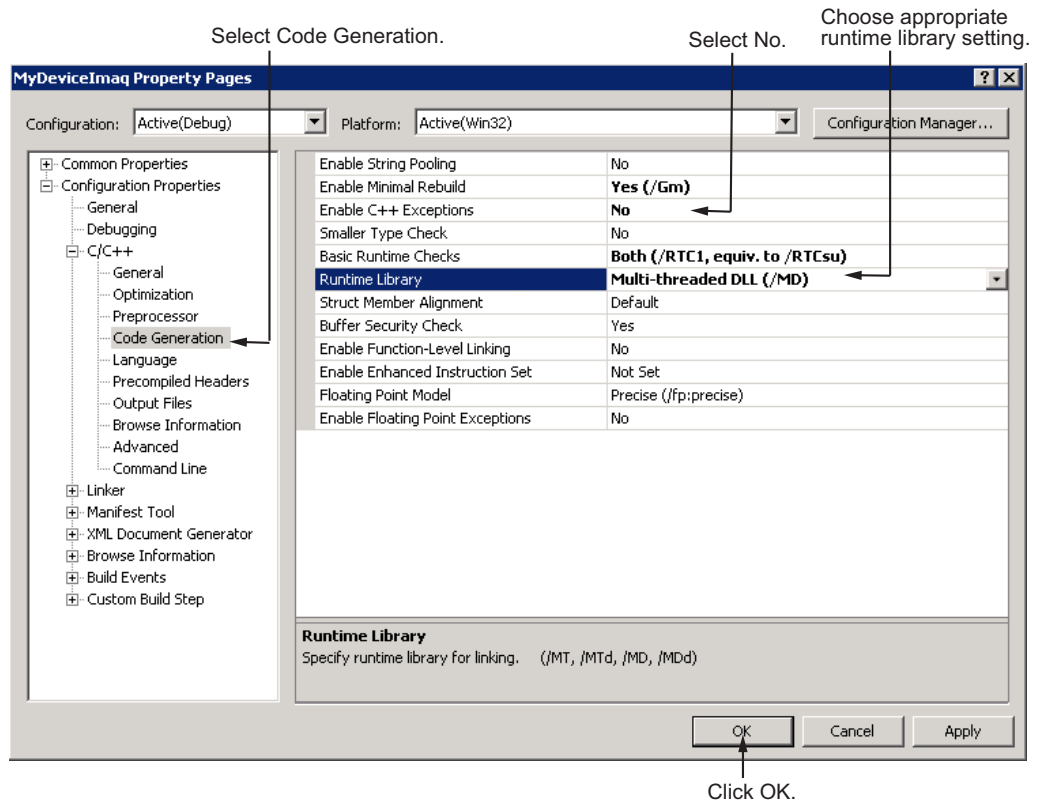 Choose appropriate
Select Code Generation.
Select No.
runtime library setting.
MyDeviceImaq Property Pages
Configuration: Active(Debug) Platform: Active(Win32) Configuration Manager...
Common Properties
Configuration Properties
General
Debugging
C/C++
General
Optimization
Preprocessor
Code Generation
Language
Precompiled Headers
Output Files
Browse Information
Advanced
Command Line
Linker
Manifest Tool
XML Document Generator
Browse Information
Build Events
Custom Build Step
Enable String Pooling No
Enable Minimal Rebuild Yes (/Gm)
Enable C++ Exceptions No
Smaller Type Check No
Basic Runtime Checks Both (/RTC1, equiv. to /RTCsu)
Runtime Library Multi-threaded DLL (/MD)
Struct Member Alignment Default
Buffer Security Check Yes
Enable Function-Level Linking No
Enable Enhanced Instruction Set Not Set
Floating Point Model Precise (/fp:precise)
Enable Floating Point Exceptions No
Runtime Library
Specify runtime library for linking. (/MT, /MTd, /MD, /MDd)
OK Cancel Apply
Click OK.